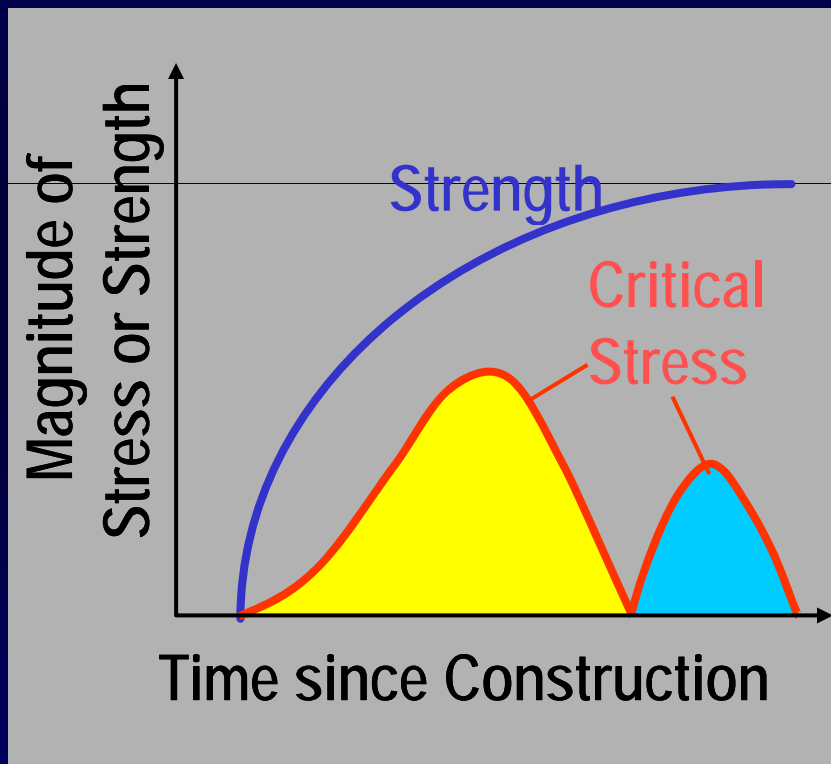 Magnitude of
Stress or Strength
Strength
Critical
Stress
Time since Construction